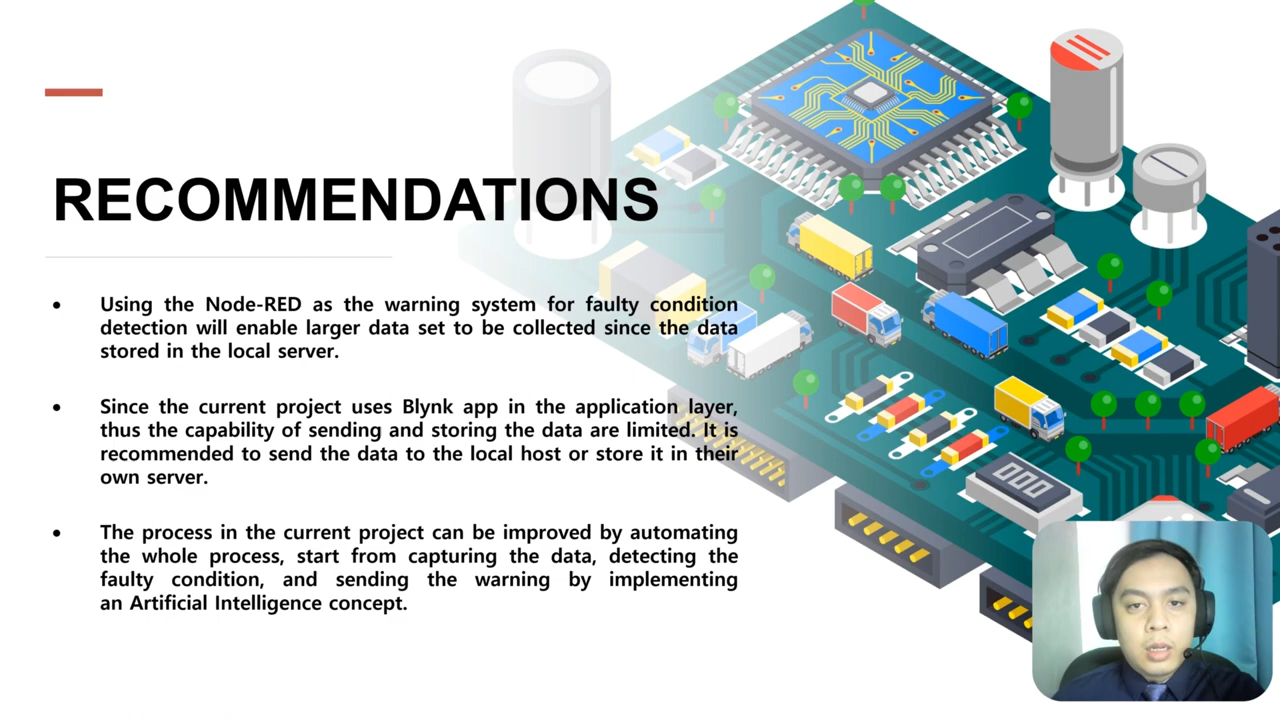 RECOMMENDATIONS
• Using the Node-RED as the warning system for faulty condition
detection will enable larger data set to be collected since the data
stored in the local server.
• Since the current project uses Blynk app in the application layer,
thus the capability of sending and storing the data are limited. It is
recommended to send the data to the local host or store it in their
own server.
• The process in the current project can be improved by automating
the whole process, start from capturing the data, detecting the
faulty condition, and sending the warning by implementing
an Artificial Intelligence concept.
000